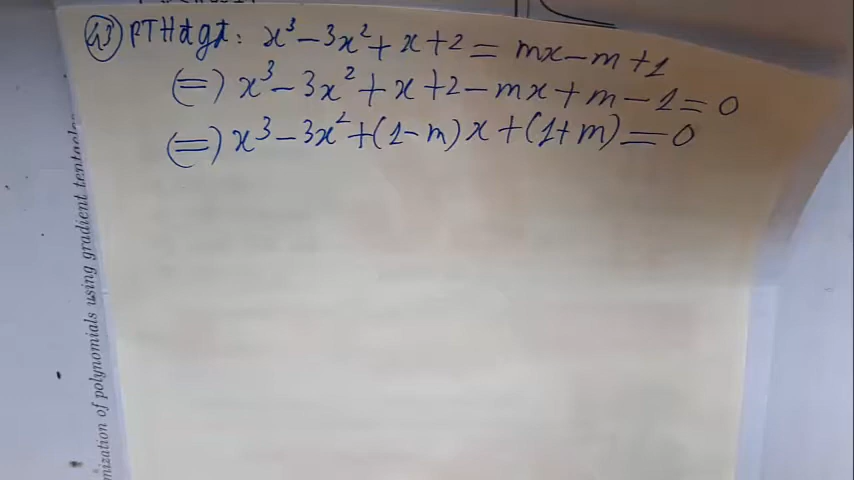 43 PTHđgđ: x³ - 3x² + x + 2 = mx - m + 1
(=) x³ - 3x² + x + 2 - mx + m - 1 = 0
(=) x³ - 3x² + (1 - m)x + (1 + m) = 0
mization of polynomials using gradient tentacles